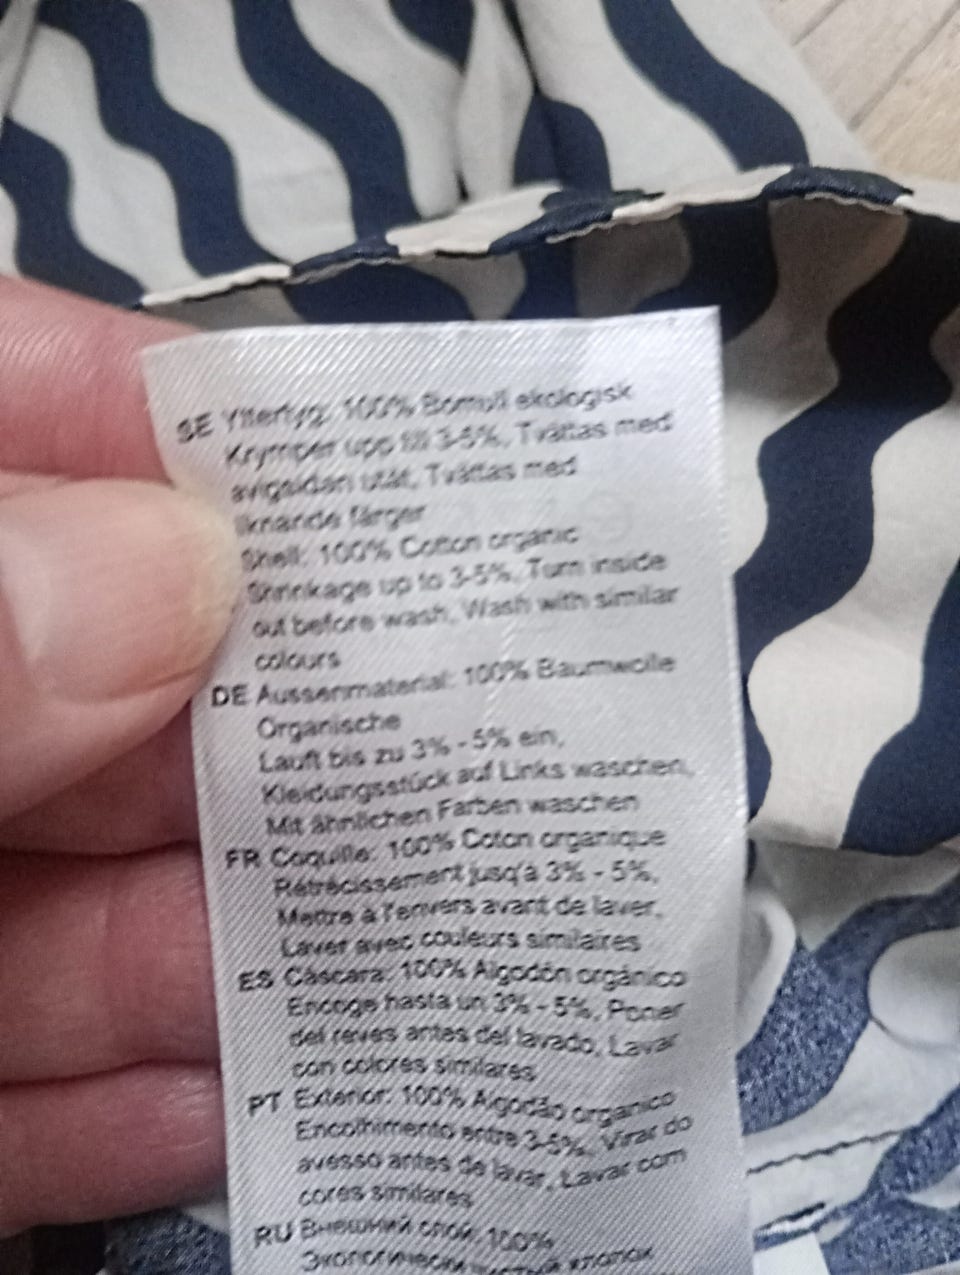 SE Yttertyg: 100% Bomull ekologisk
Krymper upp till 3-5%, Tvättas med
avigsidan utåt, Tvättas med
liknande färger
Shell: 100% Cotton organic
Shrinkage up to 3-5%, Turn inside
out before wash, Wash with similar
colours
DE Aussenmaterial: 100% Baumwolle
Organische
Lauft bis zu 3% - 5% ein,
Kleidungsstück auf Links waschen,
Mit ähnlichen Farben waschen
FR Coquille: 100% Coton organique
Rétrécissement jusq'à 3% - 5%,
Mettre à l'envers avant de laver,
Laver avec couleurs similaires
ES Cáscara: 100% Algodón orgánico
Encoge hasta un 3% - 5%, Poner
del reves antes del lavado, Lavar
con colores similares
PT Exterior: 100% Algodão organico
Encolhimento entre 3-5%, Virar do
avesso antes de lavar, Lavar com
cores similares
RU Внешний слой: 100%
Экологически чистый хлопок